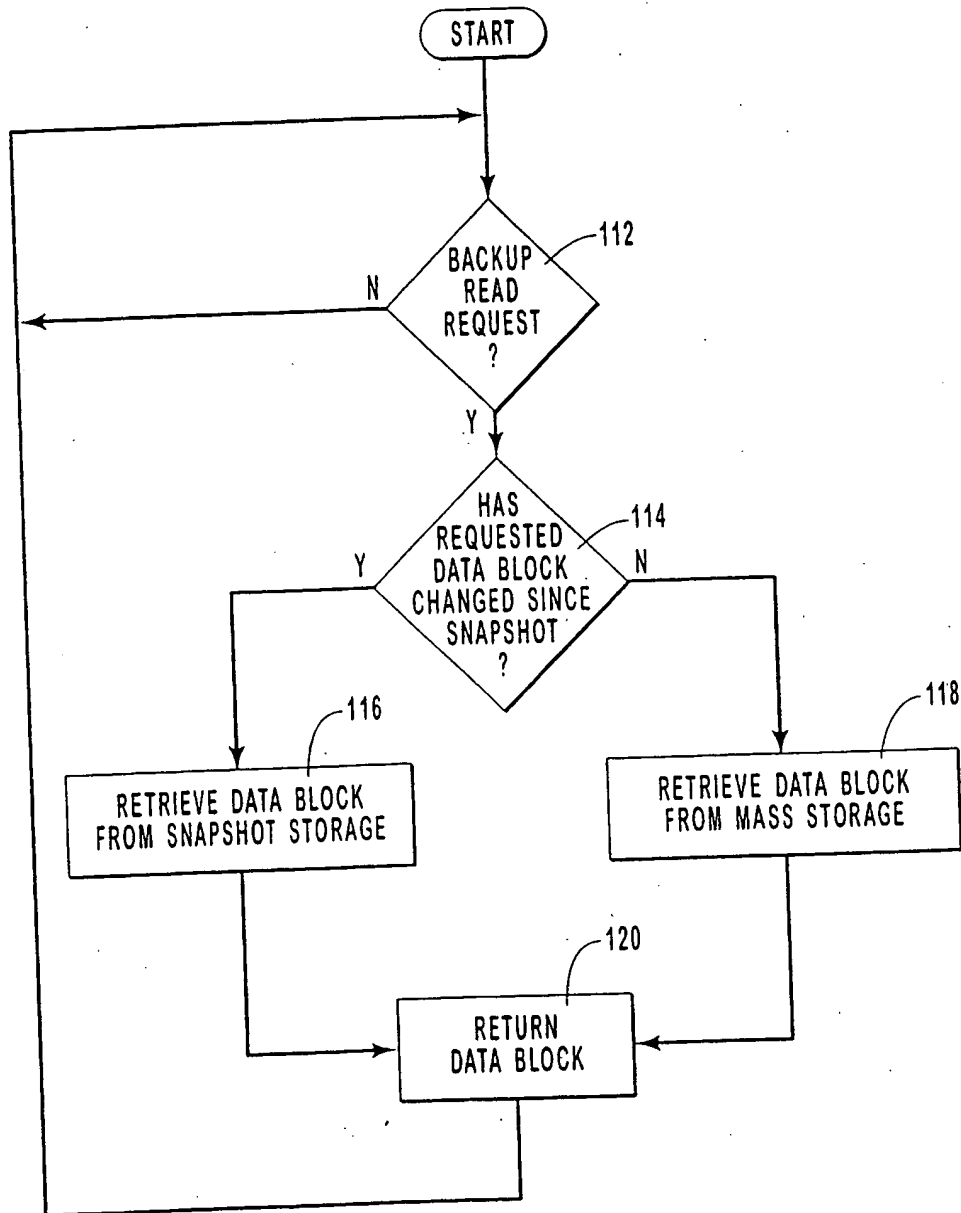 START
112
BACKUP
READ
REQUEST
?
N
Y
HAS
REQUESTED
DATA BLOCK
CHANGED SINCE
SNAPSHOT
?
114
Y
N
116
RETRIEVE DATA BLOCK
FROM SNAPSHOT STORAGE
118
RETRIEVE DATA BLOCK
FROM MASS STORAGE
120
RETURN
DATA BLOCK